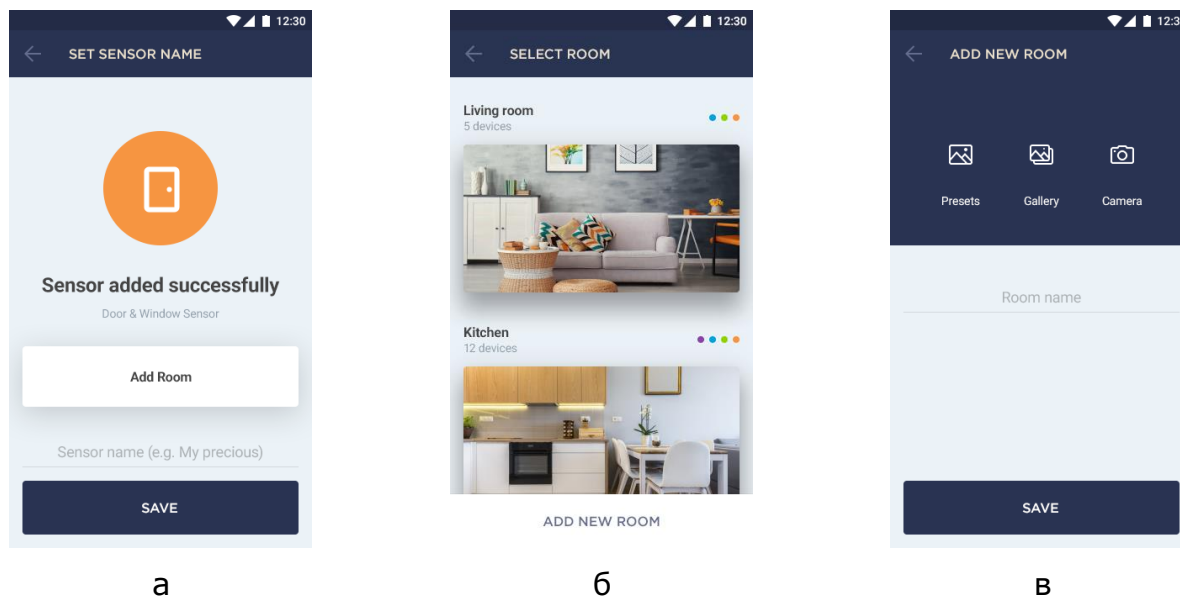 12:30
SET SENSOR NAME
Sensor added successfully
Door & Window Sensor
Add Room
Sensor name (e.g. My precious)
SAVE
а
12:30
SELECT ROOM
Living room
5 devices
Kitchen
12 devices
ADD NEW ROOM
б
12:3
ADD NEW ROOM
Presets Gallery Camera
Room name
SAVE
в